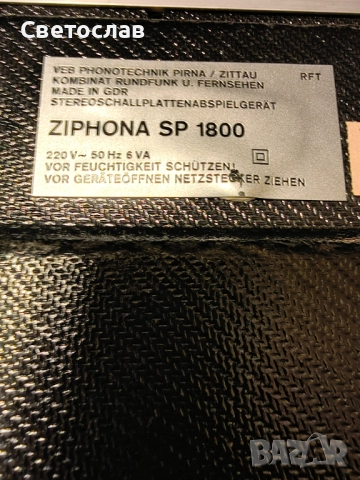 Светослав
VEB PHONOTECHNIK PIRNA / ZITTAU RFT
KOMBINAT RUNDFUNK U. FERNSEHEN
MADE IN GDR
STEREOSCHALLPLATTENABSPIELGERÄT
ZIPHONA SP 1800
220 V~ 50 Hz 6 VA
VOR FEUCHTIGKEIT SCHÜTZEN!
VOR GERÄTEÖFFNEN NETZSTECKER ZIEHEN
BAZAR